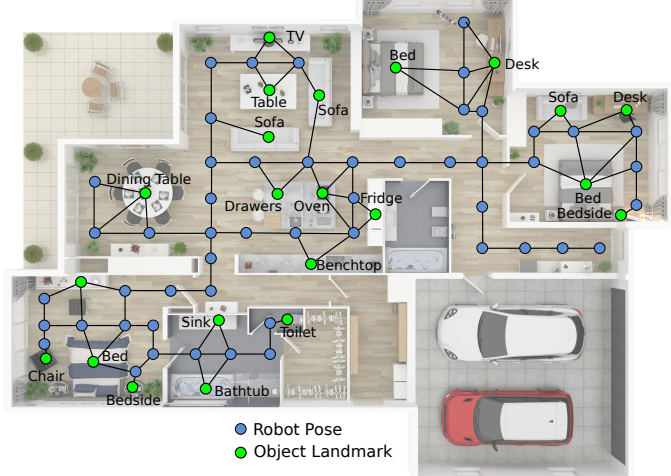 TV
Bed
Desk
Table
Sofa
Sofa
Sofa
Desk
Dining Table
Drawers
Oven
Fridge
Bed
Bedside
Benchtop
Sink
Toilet
Chair
Bed
Bedside
Bathtub
Robot Pose
Object Landmark